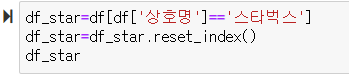 df_star=df[df['상호명']=='스타벅스']
df_star=df_star.reset_index()
df_star